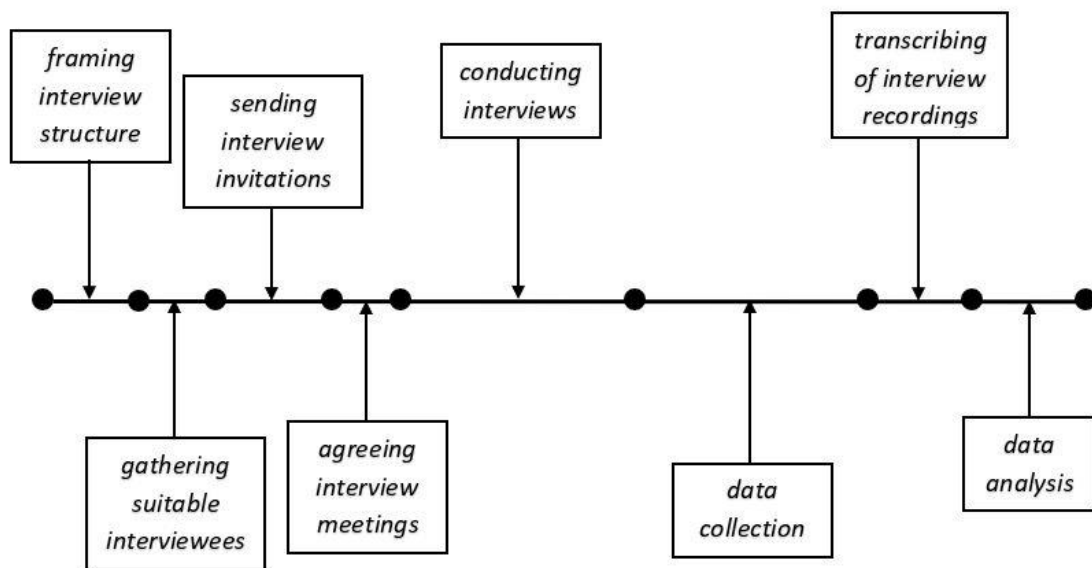 framing
interview
structure
sending
interview
invitations
conducting
interviews
transcribing
of interview
recordings
gathering
suitable
interviewees
agreeing
interview
meetings
data
collection
data
analysis